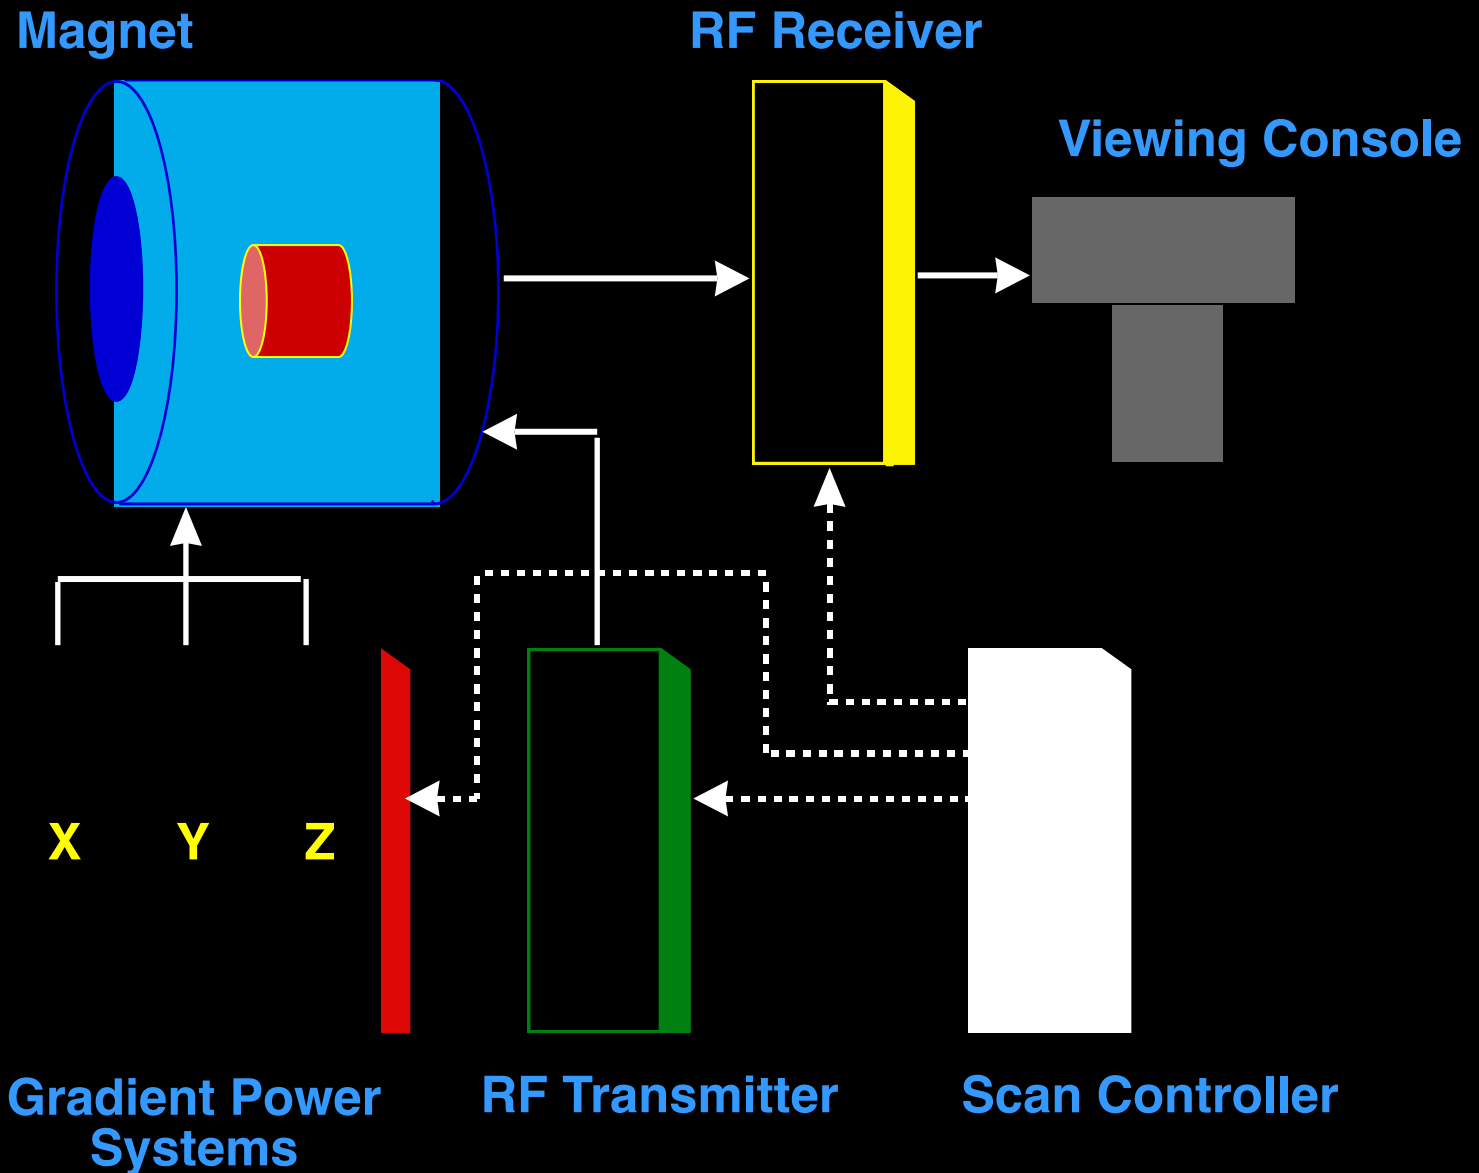 Magnet
RF Receiver
Viewing Console
X Y Z
Gradient Power
Systems
RF Transmitter
Scan Controller